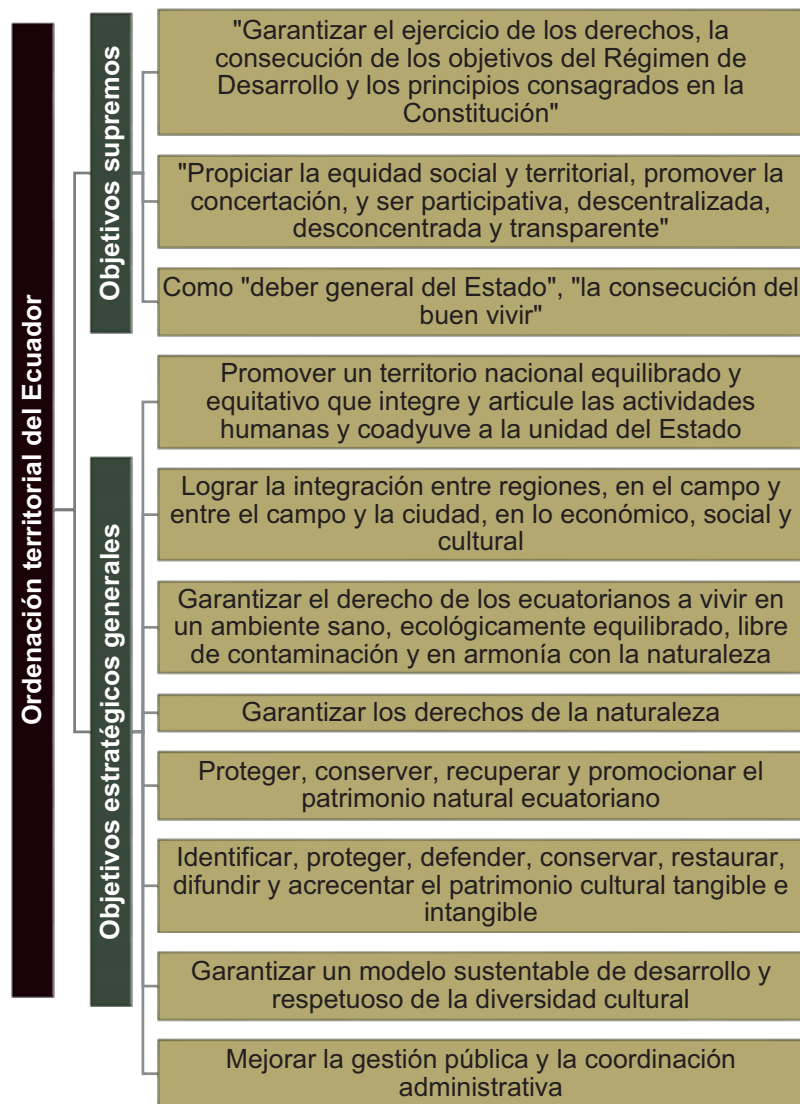 Ordenación territorial del Ecuador
Objetivos supremos
"Garantizar el ejercicio de los derechos, la
consecución de los objetivos del Régimen de
Desarrollo y los principios consagrados en la
Constitución"
"Propiciar la equidad social y territorial, promover la
concertación, y ser participativa, descentralizada,
desconcentrada y transparente"
Como "deber general del Estado", "la consecución del
buen vivir"
Objetivos estratégicos generales
Promover un territorio nacional equilibrado y
equitativo que integre y articule las actividades
humanas y coadyuve a la unidad del Estado
Lograr la integración entre regiones, en el campo y
entre el campo y la ciudad, en lo económico, social y
cultural
Garantizar el derecho de los ecuatorianos a vivir en
un ambiente sano, ecológicamente equilibrado, libre
de contaminación y en armonía con la naturaleza
Garantizar los derechos de la naturaleza
Proteger, conserver, recuperar y promocionar el
patrimonio natural ecuatoriano
Identificar, proteger, defender, conservar, restaurar,
difundir y acrecentar el patrimonio cultural tangible e
intangible
Garantizar un modelo sustentable de desarrollo y
respetuoso de la diversidad cultural
Mejorar la gestión pública y la coordinación
administrativa